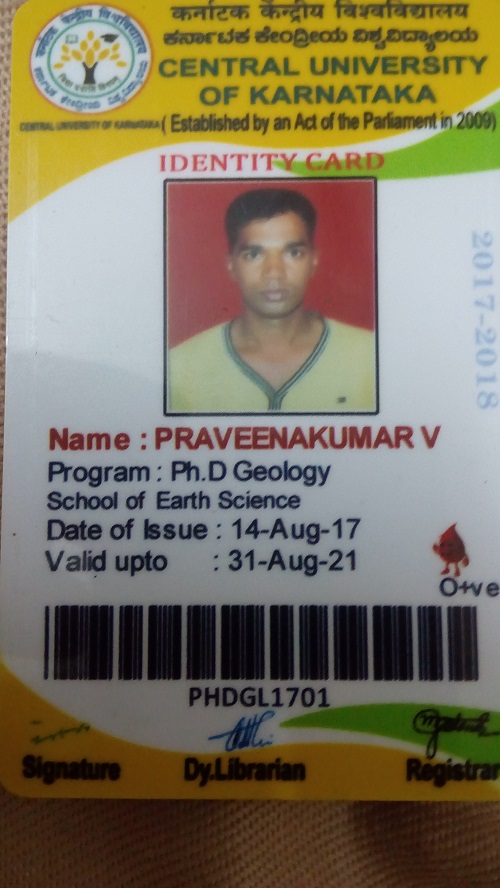 कर्नाटक केन्द्रीय विश्वविद्यालय
ಕರ್ನಾಟಕ ಕೇಂದ್ರೀಯ ವಿಶ್ವವಿದ್ಯಾಲಯ
CENTRAL UNIVERSITY
OF KARNATAKA
CENTRAL UNIVERSITY OF KARNATAKA ( Established by an Act of the Parliament in 2009)
IDENTITY CARD
2017-2018
Name : PRAVEENAKUMAR V
Program : Ph.D Geology
School of Earth Science
Date of Issue : 14-Aug-17
Valid upto : 31-Aug-21
O+ve
PHDGL1701
Signature Dy.Librarian Registrar